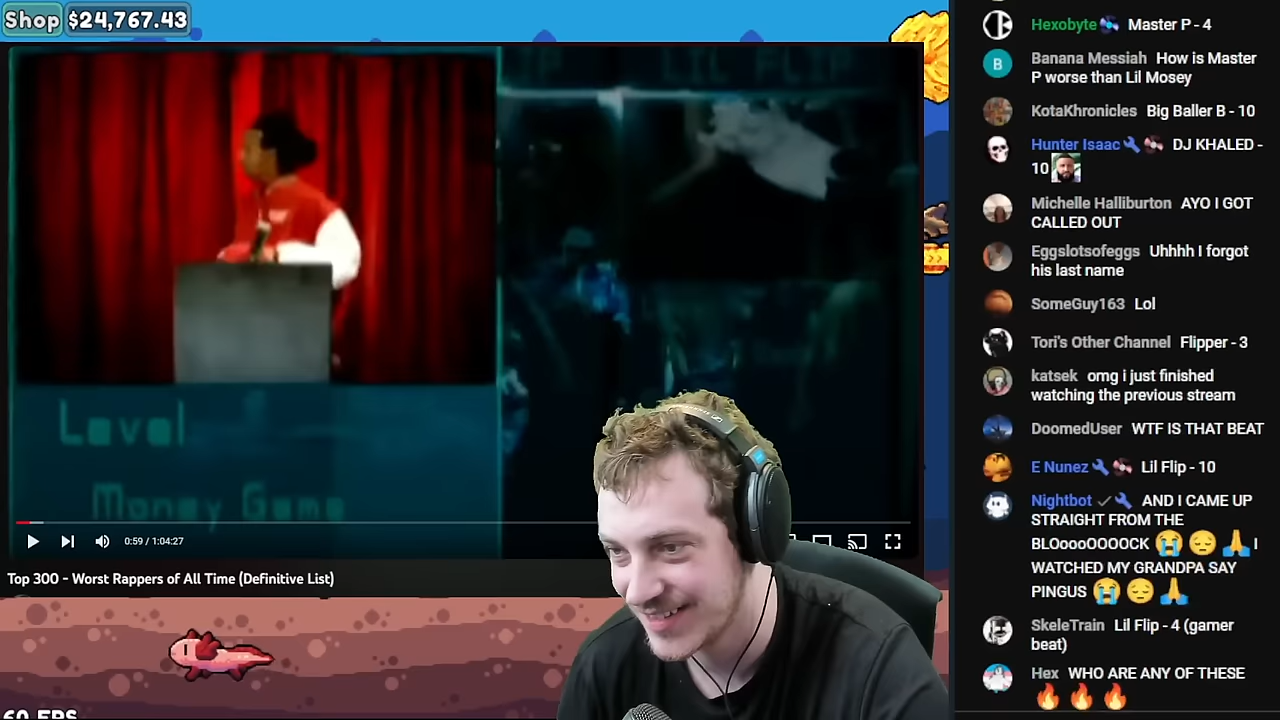 Shop $24,767.43
LIL FLIP
Laval
Money Game
0:59 / 1:04:27
Top 300 - Worst Rappers of All Time (Definitive List)
60 FPS
Hexobyte Master P - 4
B Banana Messiah How is Master
P worse than Lil Mosey
KotaKhronicles Big Baller B - 10
Hunter Isaac DJ KHALED -
10
Michelle Halliburton AYO I GOT
CALLED OUT
Eggslotsofeggs Uhhhh I forgot
his last name
SomeGuy163 Lol
Tori's Other Channel Flipper - 3
katsek omg i just finished
watching the previous stream
DoomedUser WTF IS THAT BEAT
E Nunez Lil Flip - 10
Nightbot AND I CAME UP
STRAIGHT FROM THE
BLOoooOOOOCK 😭 😔 🙏 I
WATCHED MY GRANDPA SAY
PINGUS 😭 😔 🙏
SkeleTrain Lil Flip - 4 (gamer
beat)
Hex WHO ARE ANY OF THESE
🔥 🔥 🔥